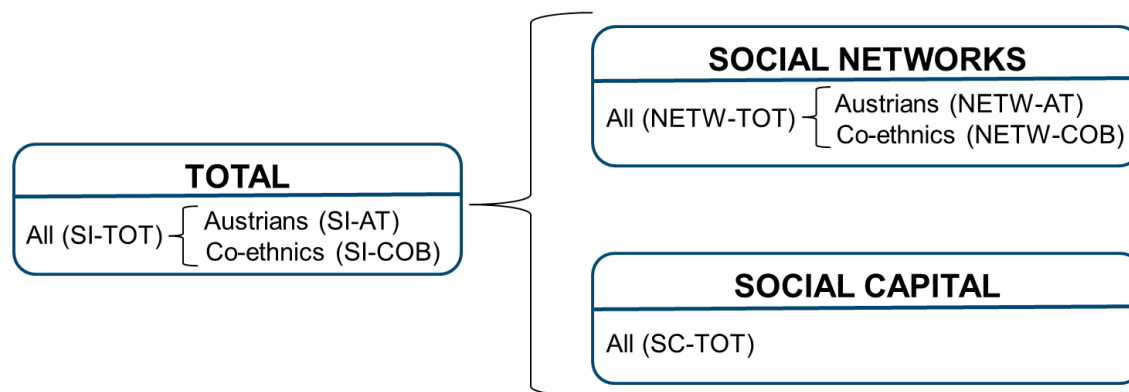 TOTAL
All (SI-TOT)
Austrians (SI-AT)
Co-ethnics (SI-COB)
SOCIAL NETWORKS
All (NETW-TOT)
Austrians (NETW-AT)
Co-ethnics (NETW-COB)
SOCIAL CAPITAL
All (SC-TOT)